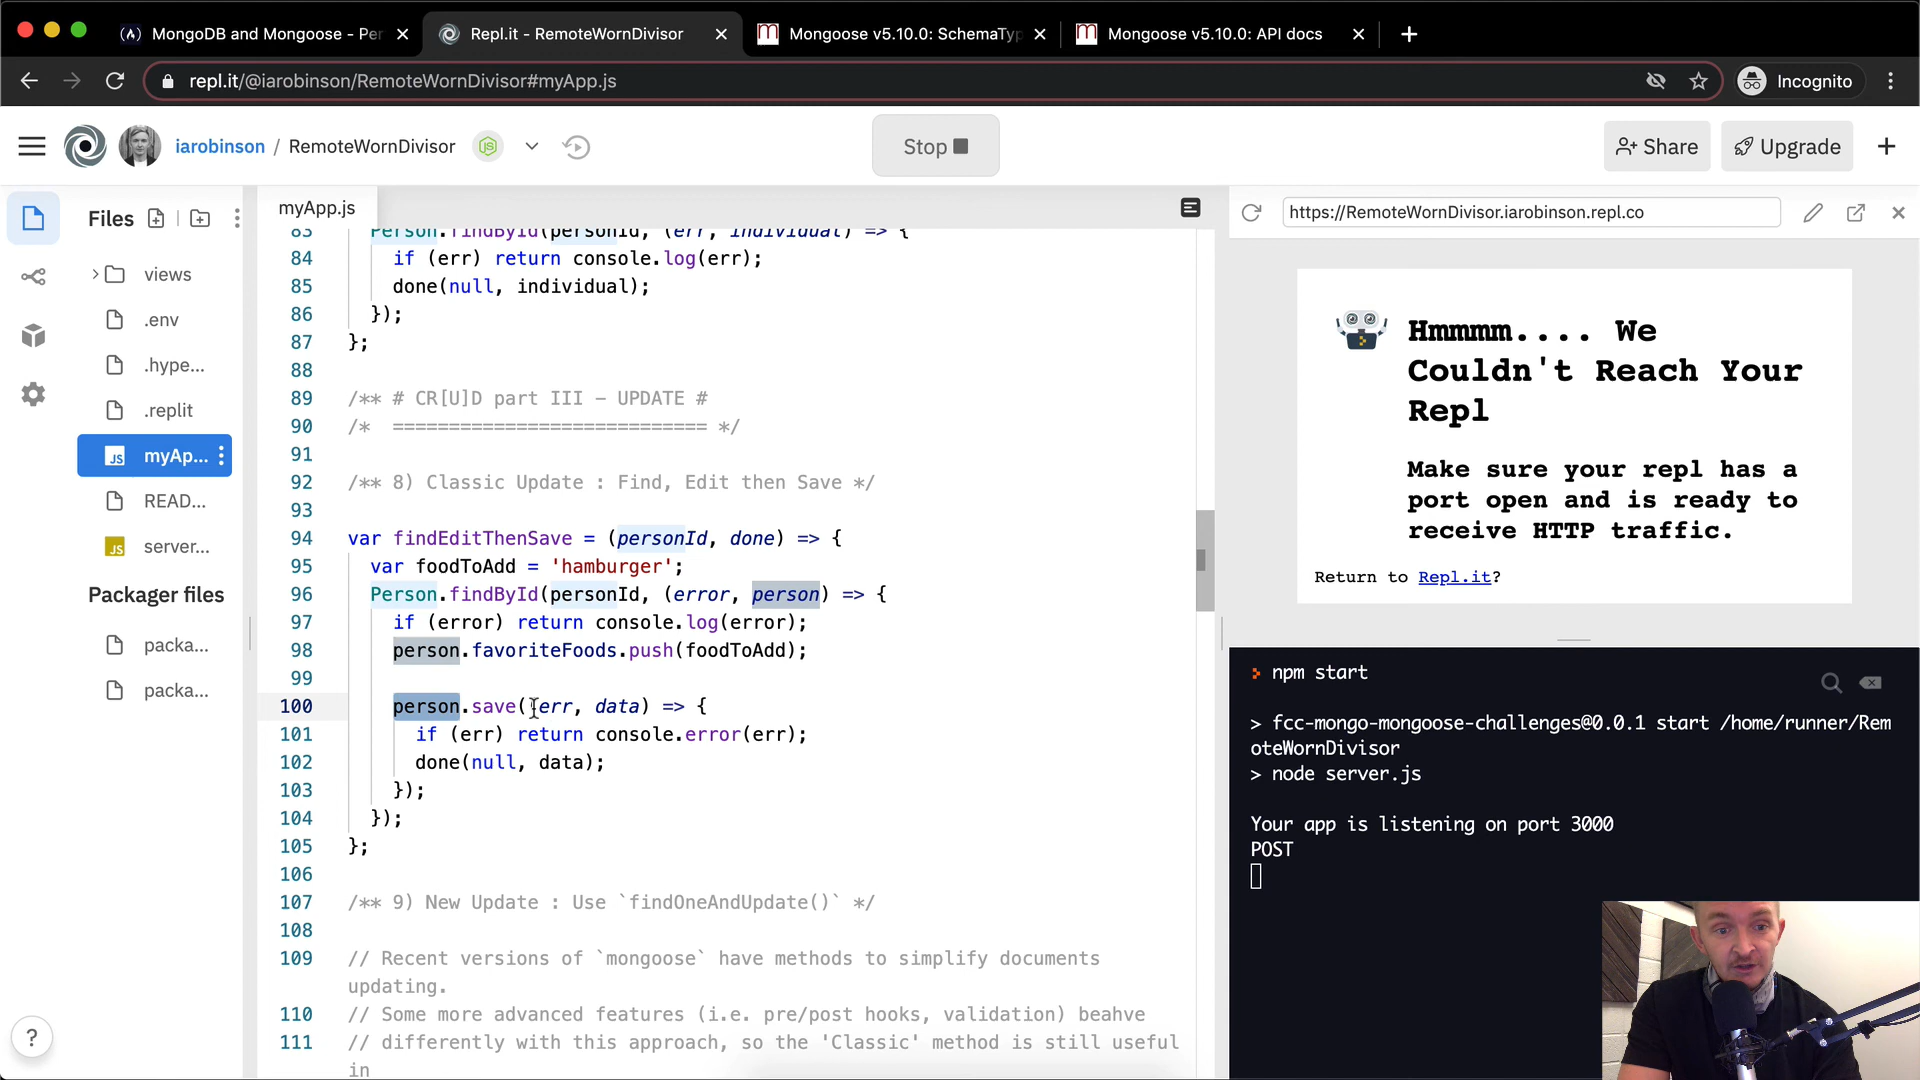 MongoDB and Mongoose - Per
Repl.it - RemoteWornDivisor
Mongoose v5.10.0: SchemaTyp
Mongoose v5.10.0: API docs
repl.it/@iarobinson/RemoteWornDivisor#myApp.js
Incognito
iarobinson / RemoteWornDivisor
Stop
Share
Upgrade
Files
views
.env
.hype...
.replit
myAp...
READ...
server...
Packager files
packa...
packa...
myApp.js
83 Person.findById(personId, (err, individual) => {
84 if (err) return console.log(err);
85 done(null, individual);
86 });
87 };
88
89 /** # CR[U]D part III - UPDATE #
90 /* ============================ */
91
92 /** 8) Classic Update : Find, Edit then Save */
93
94 var findEditThenSave = (personId, done) => {
95 var foodToAdd = 'hamburger';
96 Person.findById(personId, (error, person) => {
97 if (error) return console.log(error);
98 person.favoriteFoods.push(foodToAdd);
99
100 person.save((err, data) => {
101 if (err) return console.error(err);
102 done(null, data);
103 });
104 });
105 };
106
107 /** 9) New Update : Use `findOneAndUpdate()` */
108
109 // Recent versions of `mongoose` have methods to simplify documents
updating.
110 // Some more advanced features (i.e. pre/post hooks, validation) beahve
111 // differently with this approach, so the 'Classic' method is still useful
in
https://RemoteWornDivisor.iarobinson.repl.co
Hmmmm.... We
Couldn't Reach Your
Repl
Make sure your repl has a
port open and is ready to
receive HTTP traffic.
Return to Repl.it?
npm start
> fcc-mongo-mongoose-challenges@0.0.1 start /home/runner/Rem
oteWornDivisor
> node server.js
Your app is listening on port 3000
POST